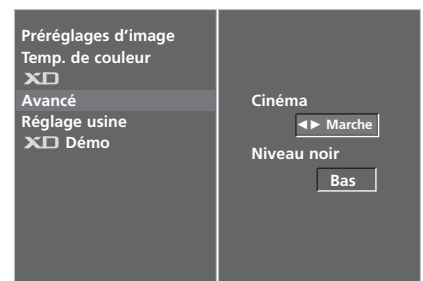 Préréglages d’image
Temp. de couleur
XD
Avancé
Réglage usine
XD Démo
Cinéma
◄► Marche
Niveau noir
Bas